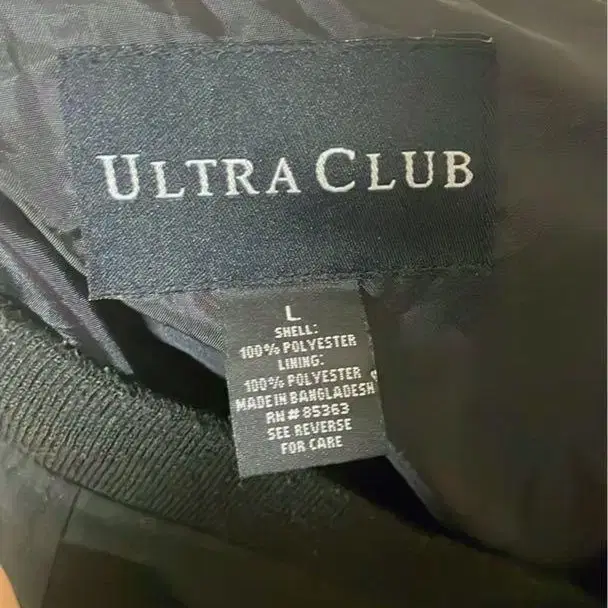 ULTRA CLUB
L
SHELL:
100% POLYESTER
LINING:
100% POLYESTER
MADE IN BANGLADESH
RN# 85363
SEE REVERSE
FOR CARE